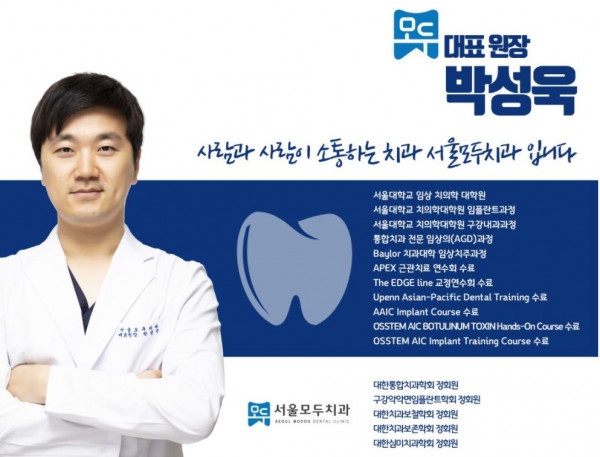 대표 원장
박성욱
사람과 사람이 소통하는 치과 서울모두치과 입니다
서울대학교 임상 치의학 대학원
서울대학교 치의학대학원 임플란트과정
서울대학교 치의학대학원 구강내과과정
통합치과 전문 임상의(AGD)과정
Baylor 치과대학 임상치주과정
APEX 근관치료 연수회 수료
The EDGE line 교정연수회 수료
Upenn Asian-Pacific Dental Training 수료
AAIC Implant Course 수료
OSSTEM AIC BOTULINUM TOXIN Hands-On Course 수료
OSSTEM AIC Implant Training Course 수료
서울모두치과
SEOUL MODOO DENTAL CLINIC
대한통합치과학회 정회원
구강악악면임플란트학회 정회원
대한치과보철학회 정회원
대한치과보존학회 정회원
대한심미치과학회 정회원